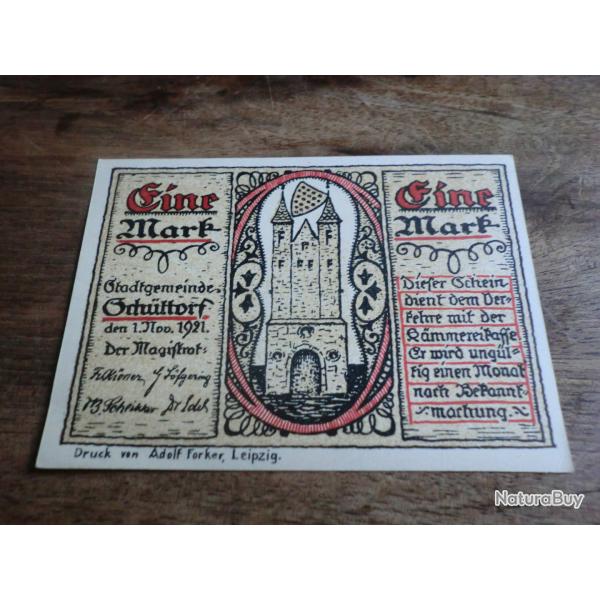 Eine
Mark
Stadtgemeinde
Schüttorf
den 1. Nov. 1921.
Der Magistrat:
Eine
Mark
Dieser Schein
dient dem Ver-
kehre mit der
Kämmereikasse
Er wird ungül-
tig einen Monat
nach Bekannt-
machung.
Druck von Adolf Forker, Leipzig.
NaturaBuy